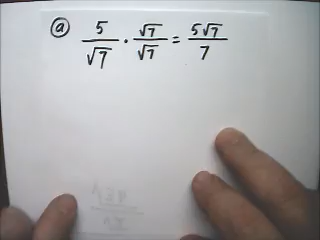 ⓐ 5/√7 · √7/√7 = 5√7/7